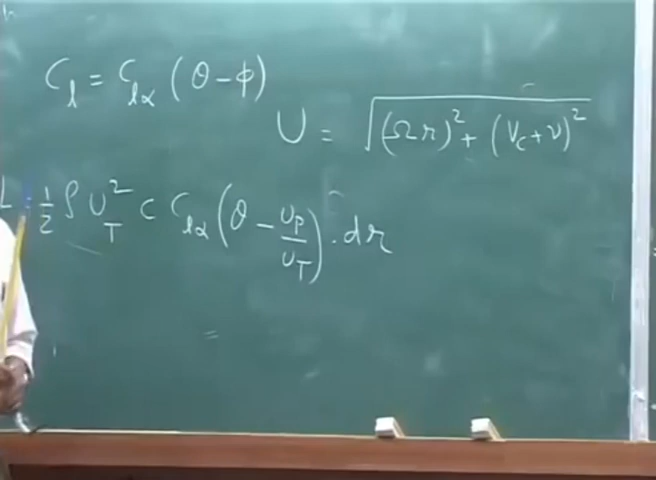 C_l = C_lα (θ - ϕ)
U = √((Ωr)² + (V_c + ν)²)
L = 1/2 ρ U_T² C C_lα (θ - U_P/U_T) . dr
=